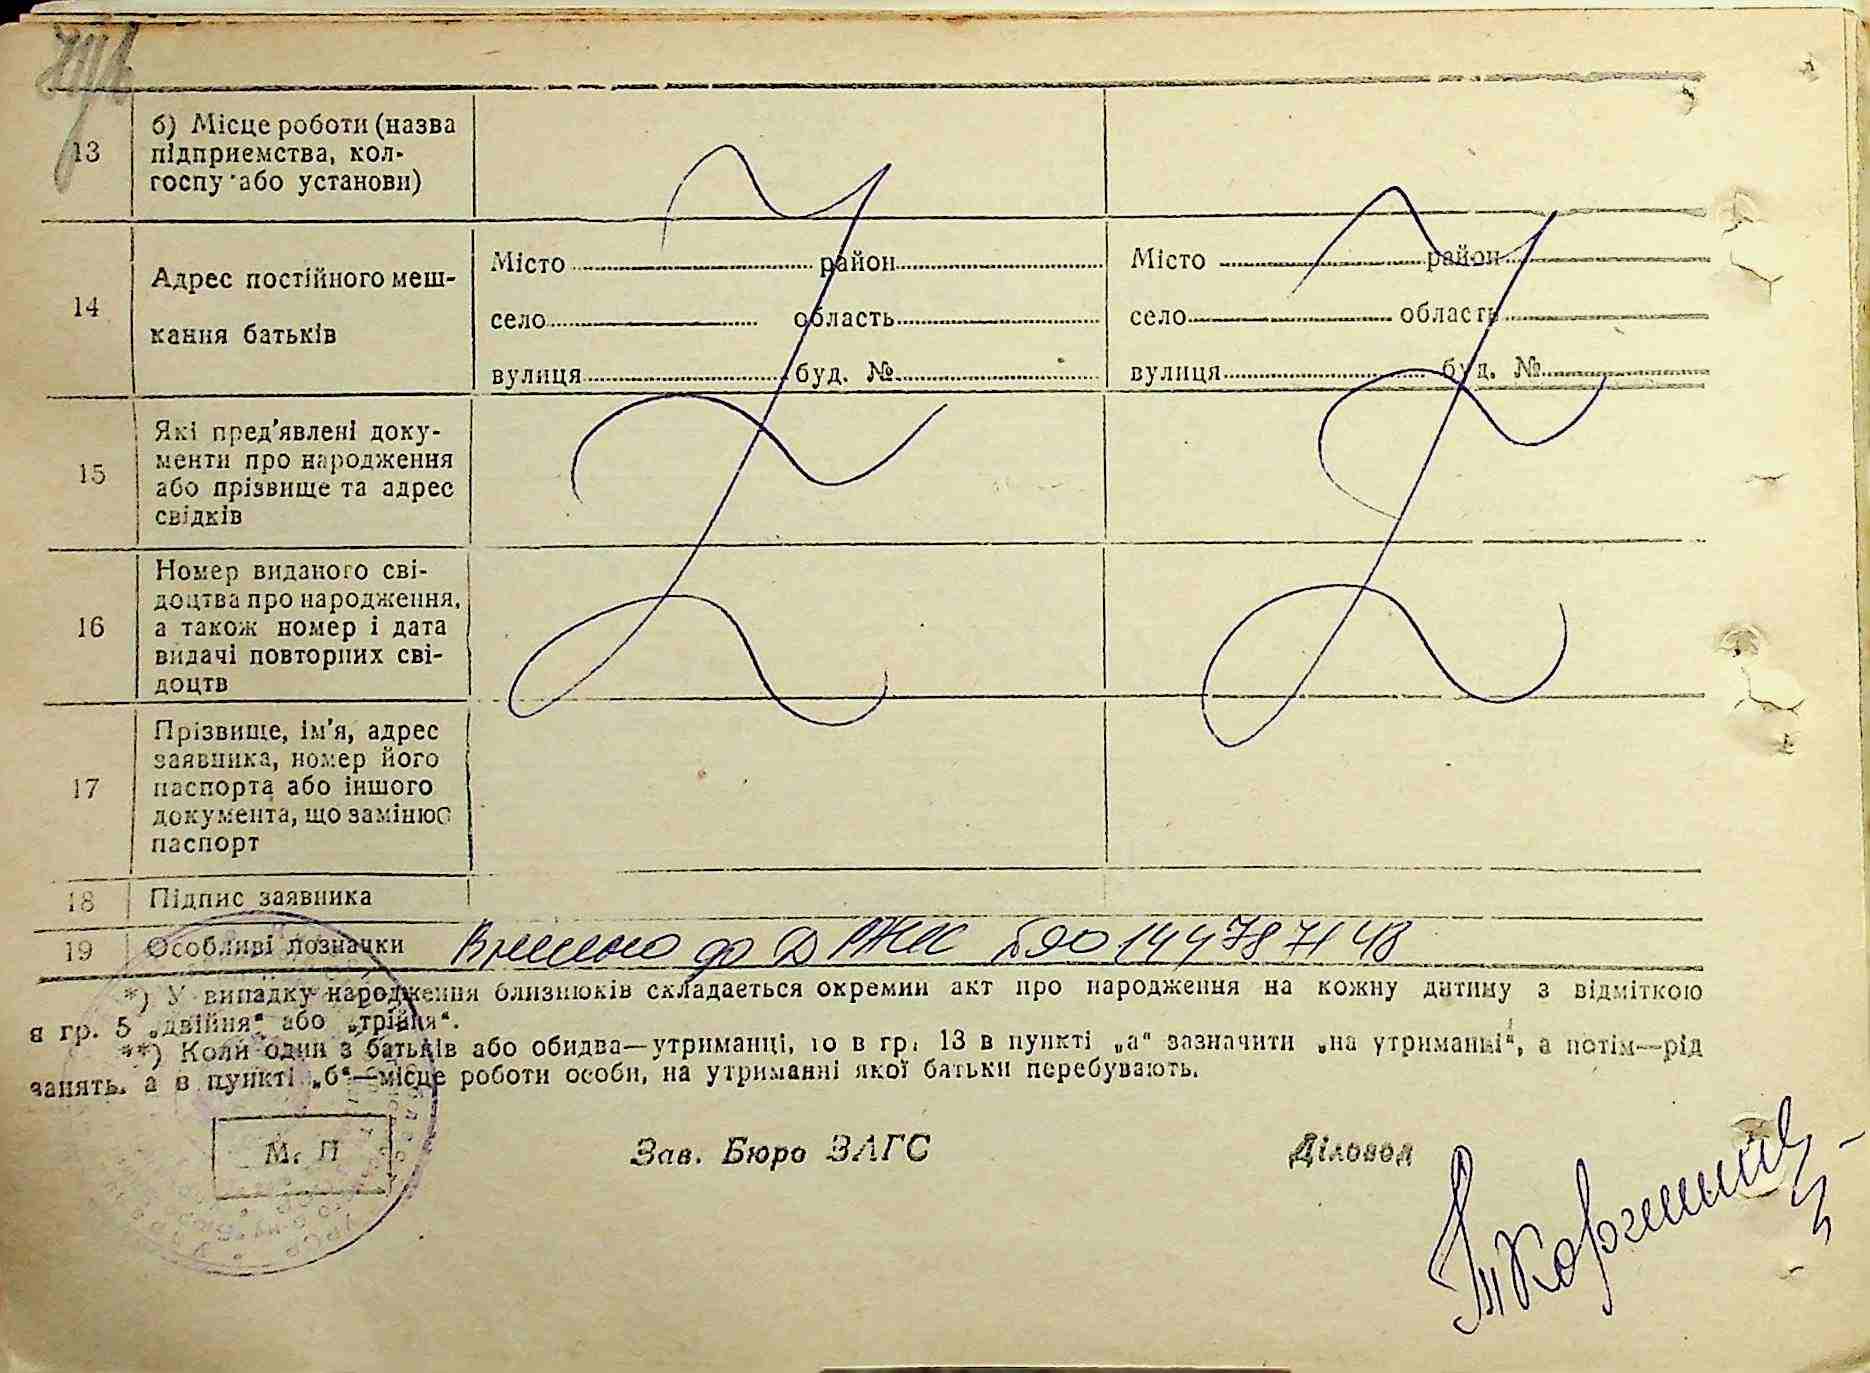 13
б) Місце роботи (назва
підприємства, кол-
госпу або установи)
14
Адрес постійного меш-
кання батьків
Місто район
село область
вулиця буд. №
Місто район
село область
вулиця буд. №
15
Які пред'явлені доку-
менти про народження
або прізвище та адрес
свідків
16
Номер виданого сві-
доцтва про народження,
а також номер і дата
видачі повторних сві-
доцтв
17
Прізвище, ім'я, адрес
заявника, номер його
паспорта або іншого
документа, що замінює
паспорт
18
Підпис заявника
19
Особливі позначки
Внесено до
*) У випадку народження близнюків складається окремий акт про народження на кожну дитину з відміткою
в гр. 5 „двійня“ або „трійня“.
**) Коли один з батьків або обидва—утриманці, то в гр. 13 в пункті „а“ зазначити „на утриманні“, а потім—рід
занять, а в пункті „б“—місце роботи особи, на утриманні якої батьки перебувають.
М. П
Зав. Бюро ЗАГС
Діловод